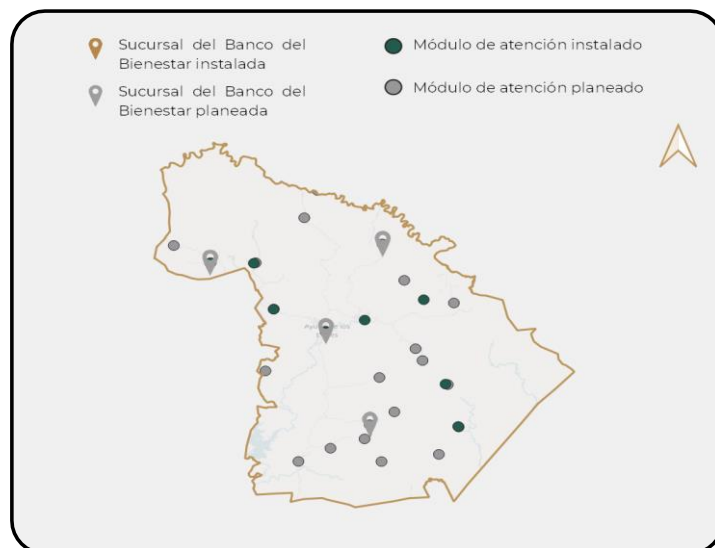 Sucursal del Banco del
Bienestar instalada
Sucursal del Banco del
Bienestar planeada
Módulo de atención instalado
Módulo de atención planeado